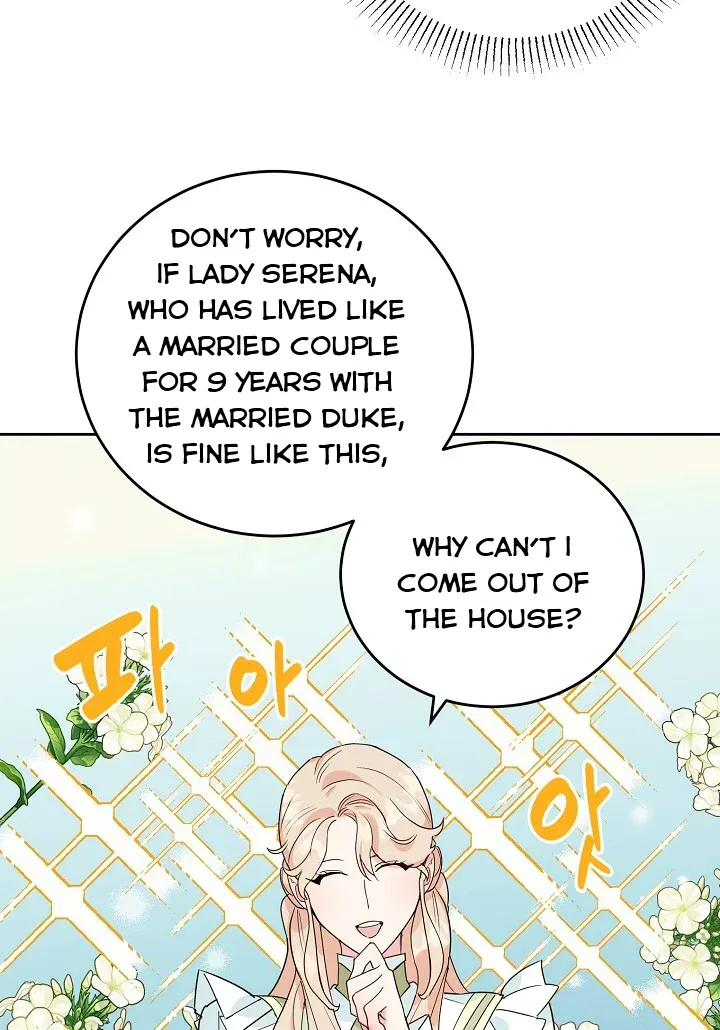 DON'T WORRY,
IF LADY SERENA,
WHO HAS LIVED LIKE
A MARRIED COUPLE
FOR 9 YEARS WITH
THE MARRIED DUKE,
IS FINE LIKE THIS,
WHY CAN'T I
COME OUT OF
THE HOUSE?
파
아
앗